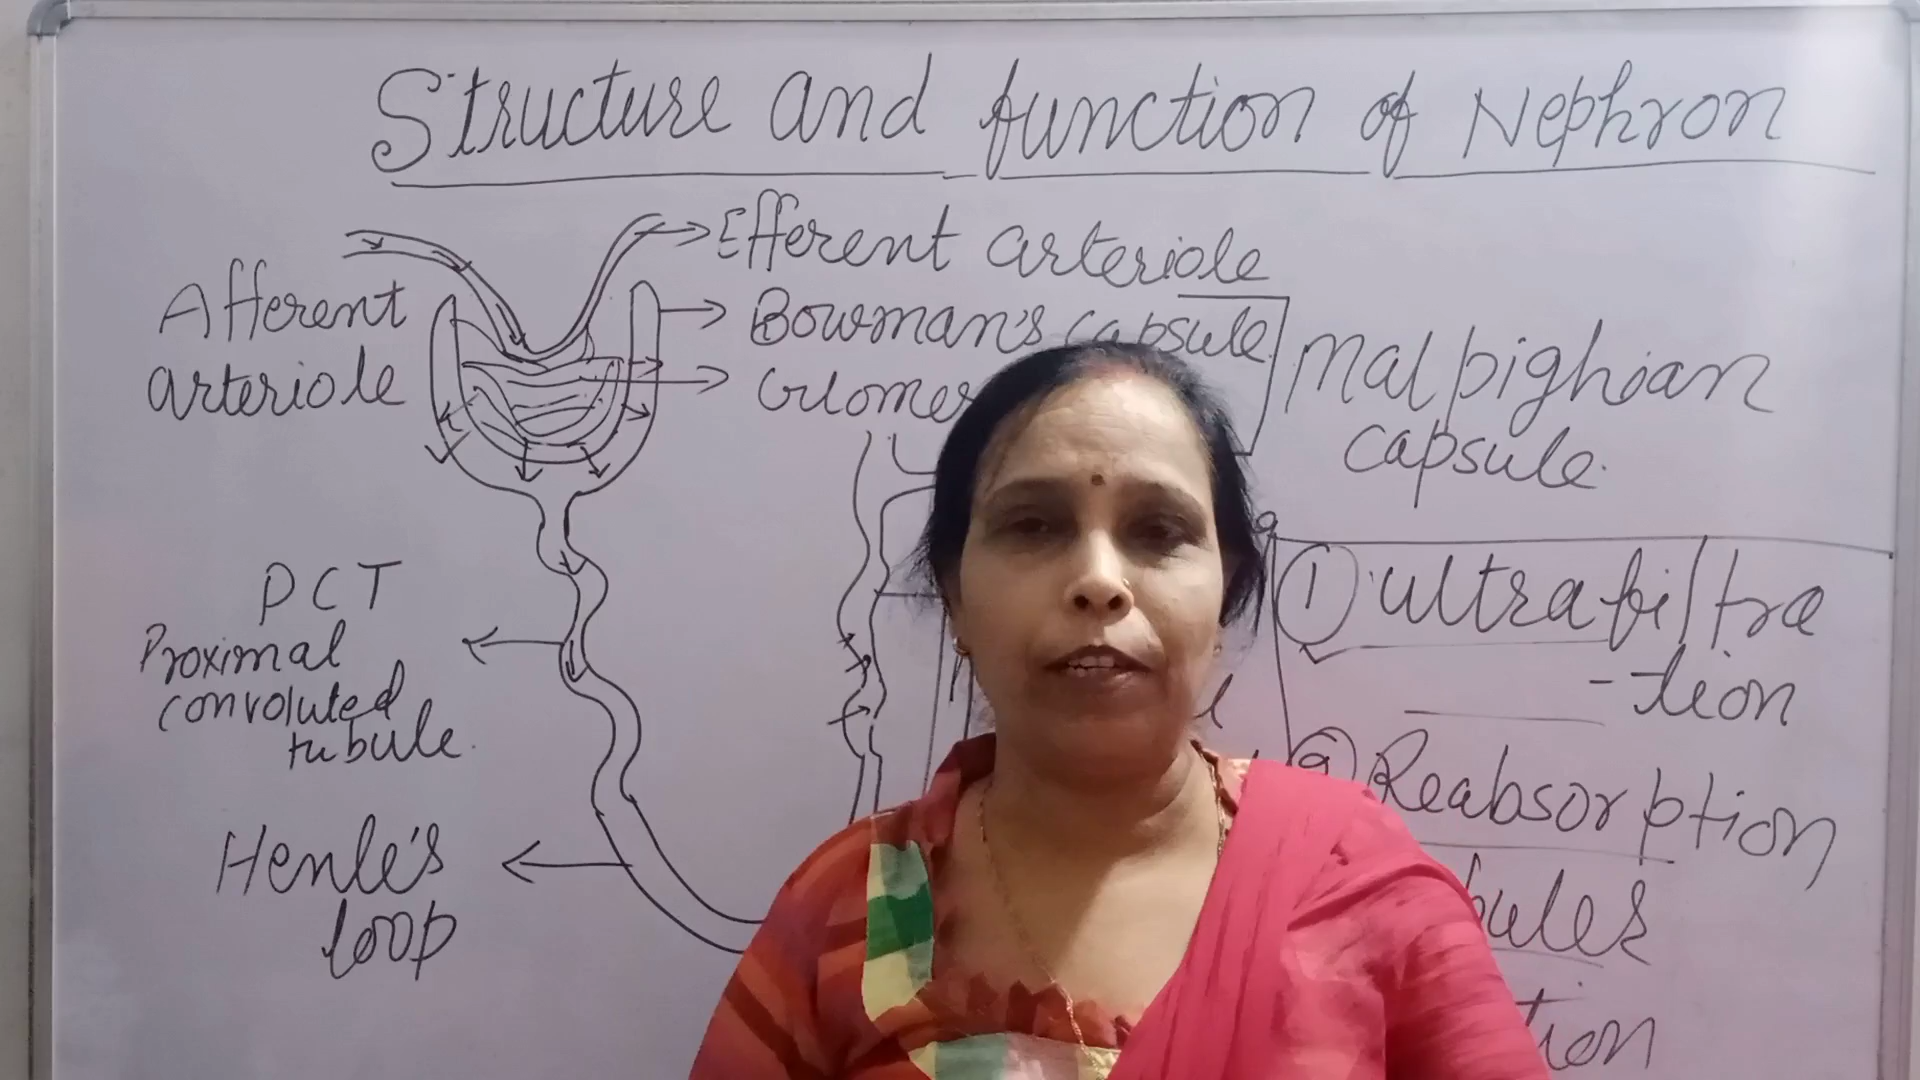 Structure and function of Nephron
Efferent arteriole
Afferent
arteriole
Bowman's capsule
Malpighian
capsule.
PCT
Proximal
convoluted
tubule.
Henle's
loop
① ultrafiltra
-tion
② Reabsorption